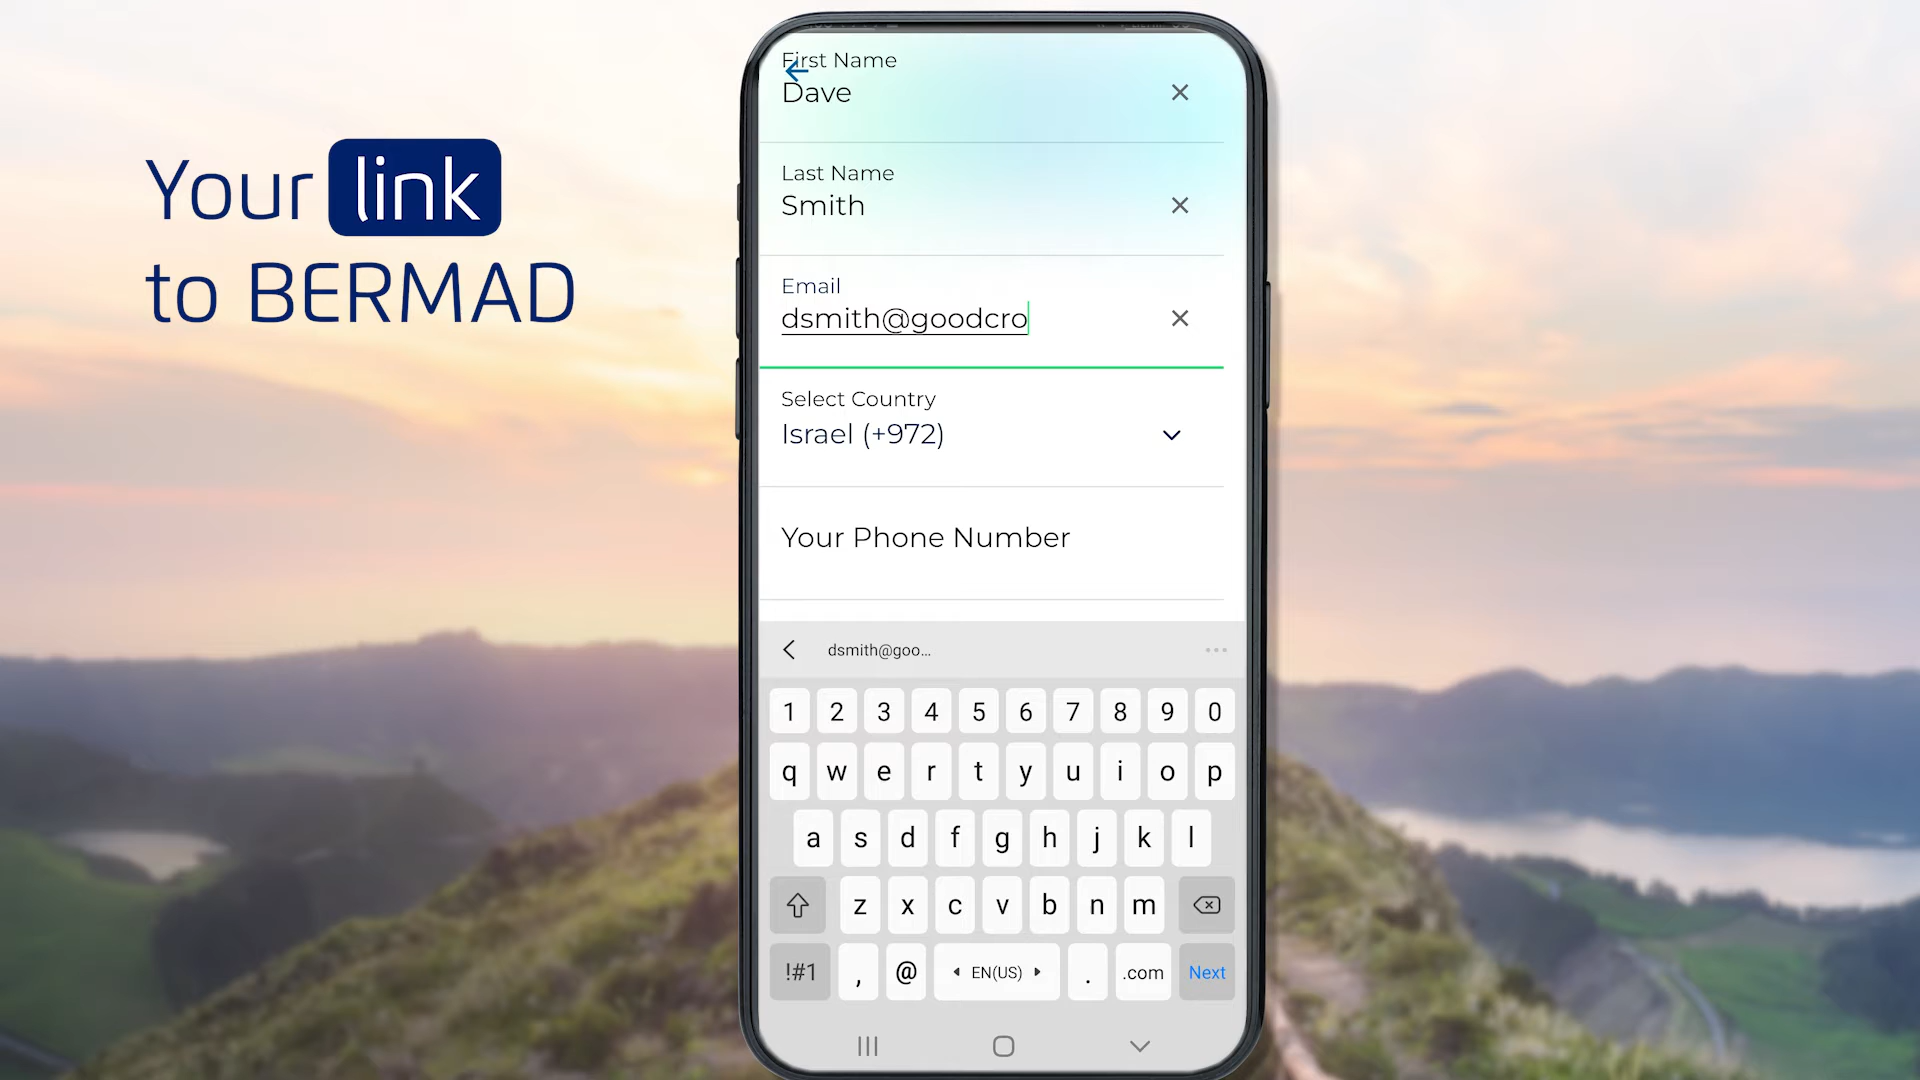 Your link
to BERMAD
First Name
Dave
Last Name
Smith
Email
dsmith@goodcro
Select Country
Israel (+972)
Your Phone Number
dsmith@goo...
1 2 3 4 5 6 7 8 9 0
q w e r t y u i o p
a s d f g h j k l
z x c v b n m
!#1 , @ EN(US) . .com Next